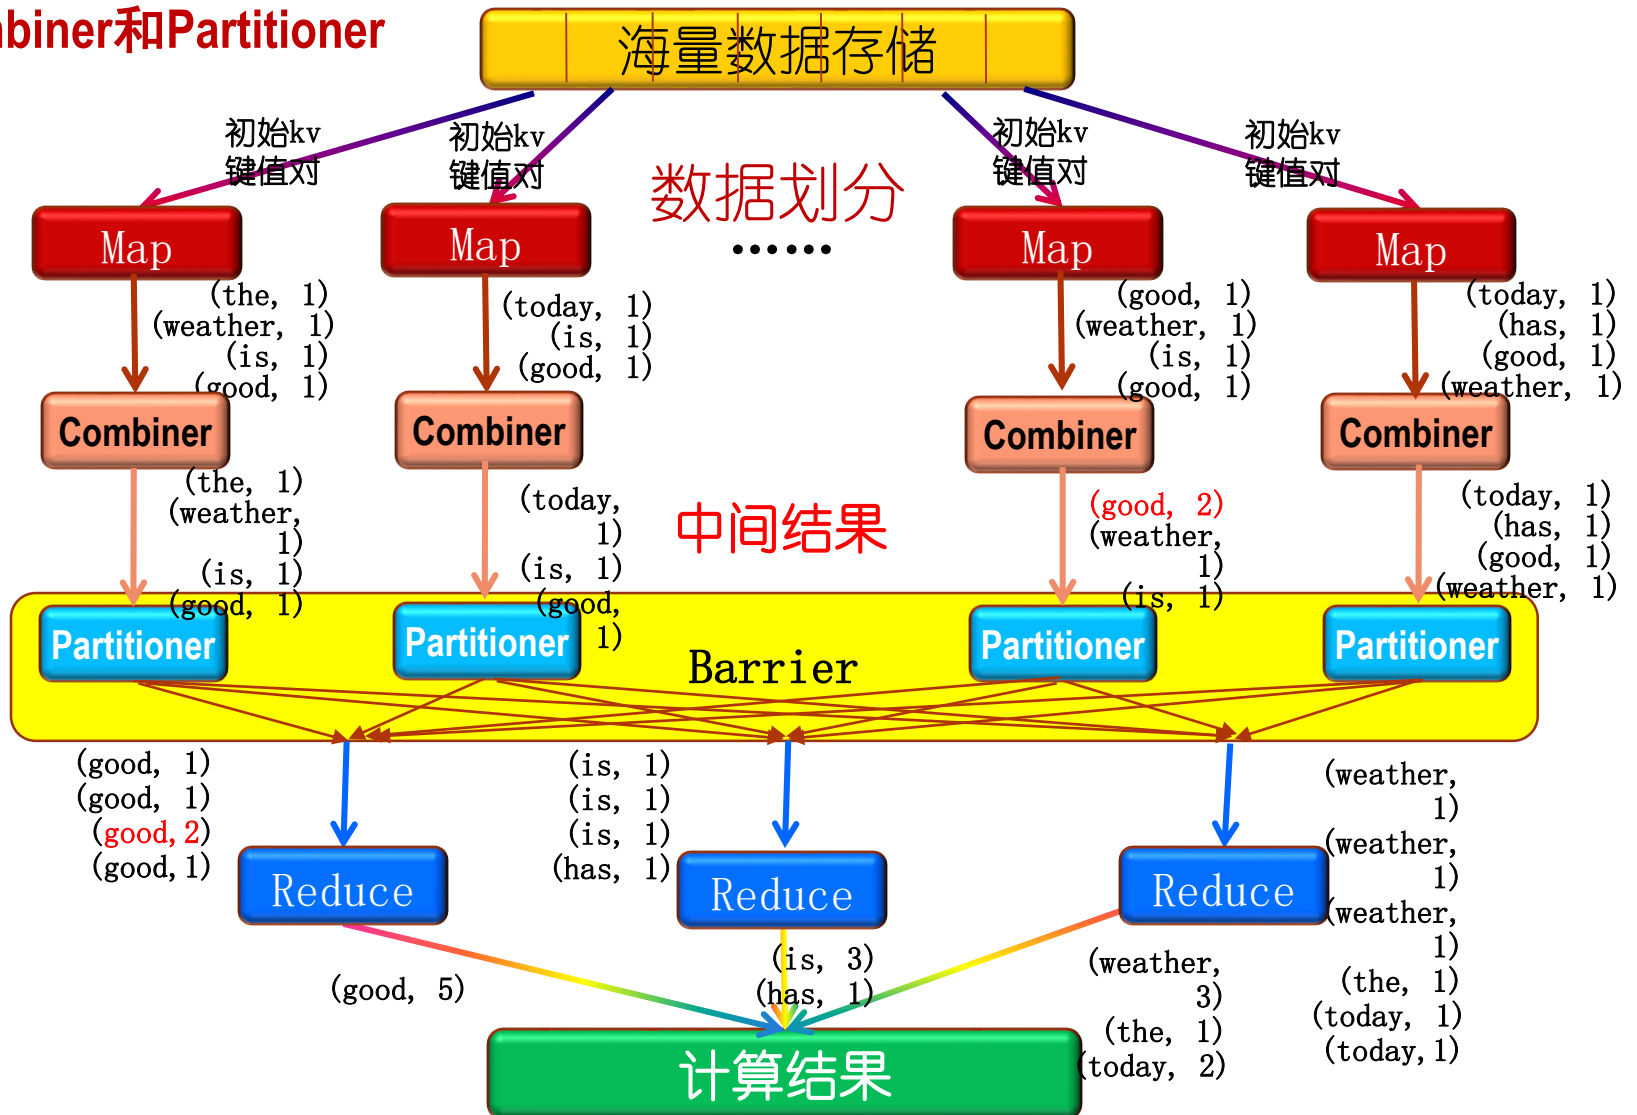 mbiner和Partitioner
海量数据存储
初始kv
键值对
初始kv
键值对
初始kv
键值对
初始kv
键值对
数据划分
......
Map
Map
Map
Map
(the, 1)
(weather, 1)
(is, 1)
(good, 1)
(today, 1)
(is, 1)
(good, 1)
(good, 1)
(weather, 1)
(is, 1)
(good, 1)
(today, 1)
(has, 1)
(good, 1)
(weather, 1)
Combiner
Combiner
Combiner
Combiner
(the, 1)
(weather,
1)
(is, 1)
(good, 1)
(today,
1)
(is, 1)
(good,
1)
中间结果
(good, 2)
(weather,
1)
(is, 1)
(today, 1)
(has, 1)
(good, 1)
(weather, 1)
Partitioner
Partitioner
Barrier
Partitioner
Partitioner
(good, 1)
(good, 1)
(good,2)
(good,1)
(is, 1)
(is, 1)
(is, 1)
(has, 1)
(weather,
1)
(weather,
1)
(weather,
1)
(the, 1)
(today, 1)
(today,1)
Reduce
Reduce
Reduce
(good, 5)
(is, 3)
(has, 1)
(weather,
3)
(the, 1)
(today, 2)
计算结果